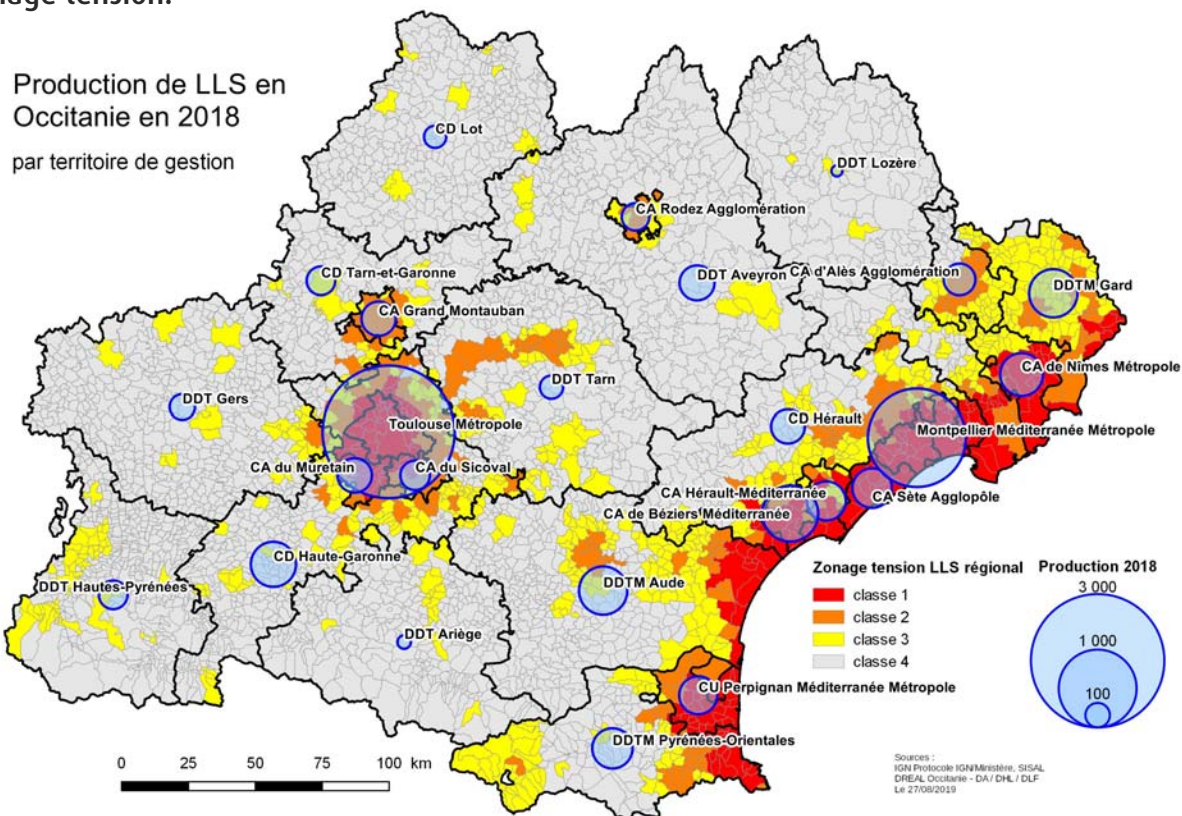 Production de LLS en
Occitanie en 2018
par territoire de gestion
CD Lot
DDT Lozère
CA Rodez Agglomération
CD Tarn-et-Garonne
DDT Aveyron
CA d'Alès Agglomération
DDTM Gard
CA Grand Montauban
CA de Nîmes Métropole
DDT Tarn
DDT Gers
CD Hérault
Toulouse Métropole
Montpellier Méditerranée Métropole
CA du Muretain
CA du Sicoval
CA Hérault-Méditerranée
CA Sète Agglopôle
CA de Béziers Méditerranée
CD Haute-Garonne
DDT Hautes-Pyrénées
DDTM Aude
DDT Ariège
CU Perpignan Méditerranée Métropole
DDTM Pyrénées-Orientales
Zonage tension LLS régional
classe 1
classe 2
classe 3
classe 4
Production 2018
3 000
1 000
100
0 25 50 75 100 km
Sources :
IGN Protocole IGN/Ministère, SISAL
DREAL Occitanie - DA / DHL / DLF
Le 27/08/2019